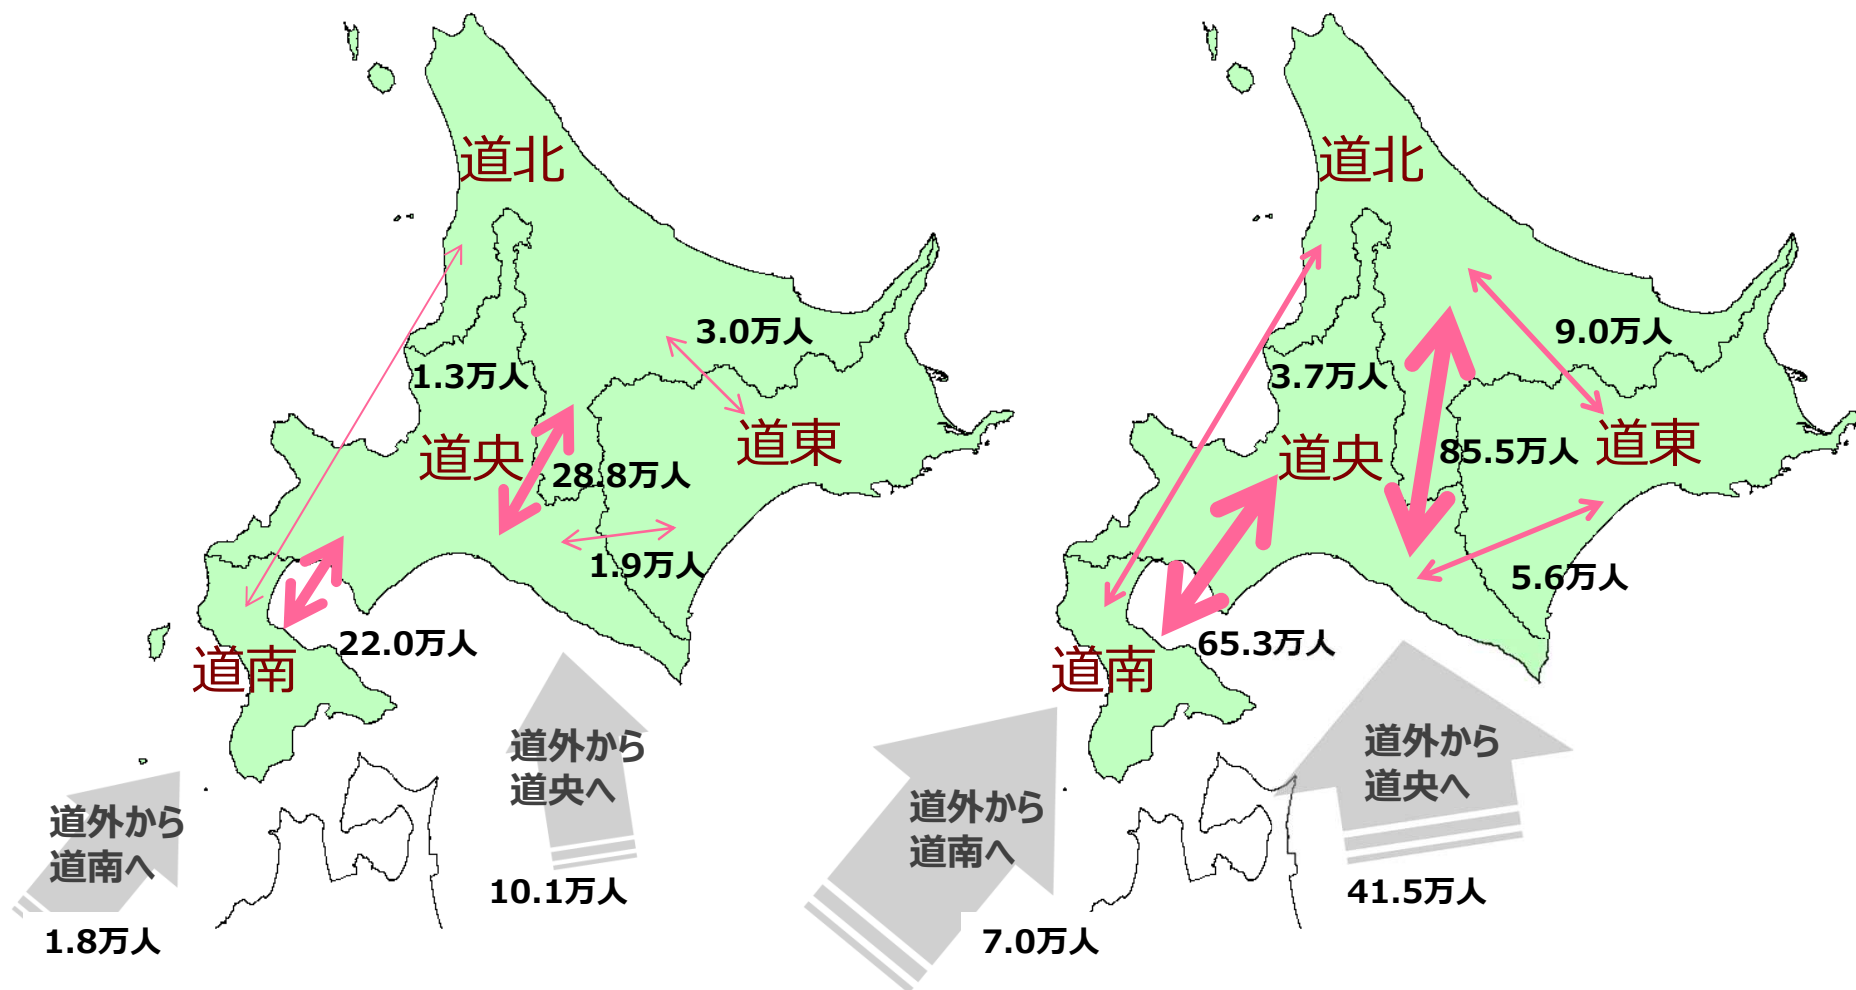 道北
3.0万人
1.3万人
道央
道東
28.8万人
1.9万人
22.0万人
道南
道外から
道央へ
道外から
道南へ
10.1万人
1.8万人
道北
9.0万人
3.7万人
道央
道東
85.5万人
5.6万人
65.3万人
道南
道外から
道央へ
道外から
道南へ
41.5万人
7.0万人